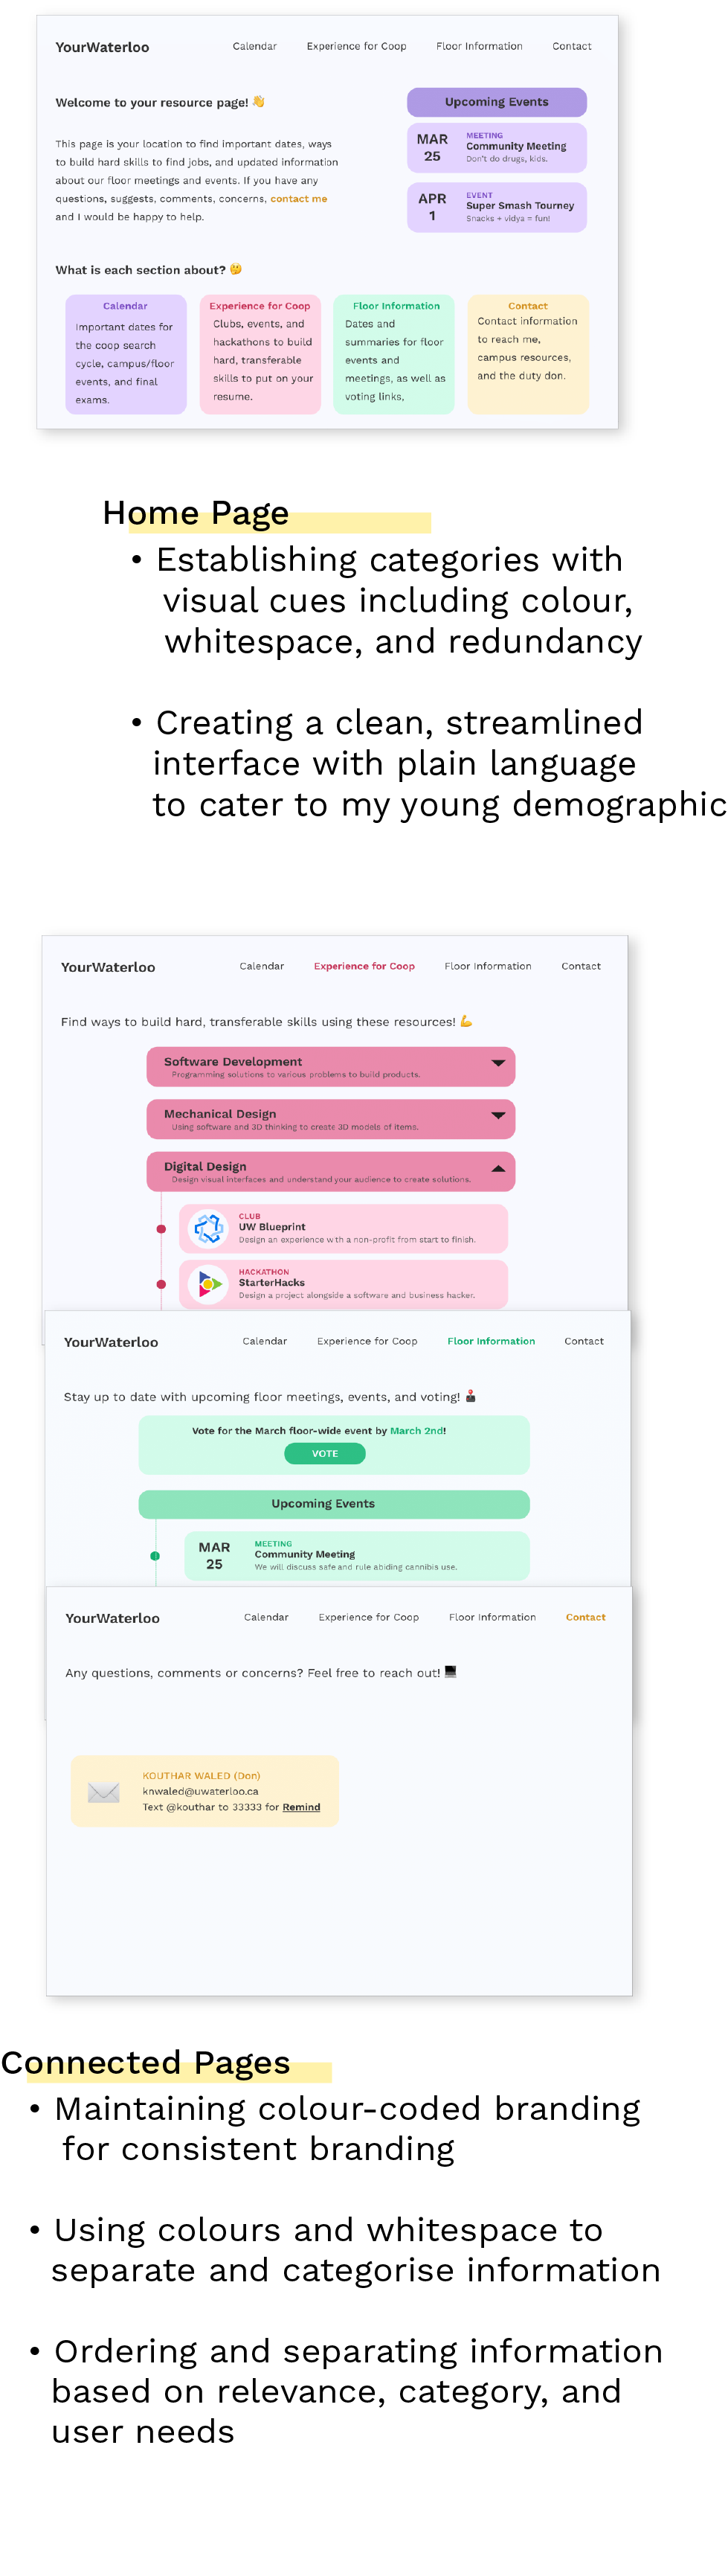 YourWaterloo
Calendar Experience for Coop Floor Information Contact
Welcome to your resource page! 👋
This page is your location to find important dates, ways
to build hard skills to find jobs, and updated information
about our floor meetings and events. If you have any
questions, suggests, comments, concerns, contact me
and I would be happy to help.
Upcoming Events
MAR
25
MEETING
Community Meeting
Don't do drugs, kids.
APR
1
EVENT
Super Smash Tourney
Snacks + vidya = fun!
What is each section about? 🤔
Calendar
Important dates for
the coop search
cycle, campus/floor
events, and final
exams.
Experience for Coop
Clubs, events, and
hackathons to build
hard, transferable
skills to put on your
resume.
Floor Information
Dates and
summaries for floor
events and
meetings, as well as
voting links,
Contact
Contact information
to reach me,
campus resources,
and the duty don.
Home Page
• Establishing categories with
visual cues including colour,
whitespace, and redundancy
• Creating a clean, streamlined
interface with plain language
to cater to my young demographic
YourWaterloo
Calendar Experience for Coop Floor Information Contact
Find ways to build hard, transferable skills using these resources! 💪
Software Development
Programming solutions to various problems to build products.
Mechanical Design
Using software and 3D thinking to create 3D models of items.
Digital Design
Design visual interfaces and understand your audience to create solutions.
CLUB
UW Blueprint
Design an experience with a non-profit from start to finish.
HACKATHON
StarterHacks
Design a project alongside a software and business hacker.
YourWaterloo
Calendar Experience for Coop Floor Information Contact
Stay up to date with upcoming floor meetings, events, and voting! 🕹️
Vote for the March floor-wide event by March 2nd!
VOTE
Upcoming Events
MAR
25
MEETING
Community Meeting
We will discuss safe and rule abiding cannibis use.
YourWaterloo
Calendar Experience for Coop Floor Information Contact
Any questions, comments or concerns? Feel free to reach out! 💻
KOUTHAR WALED (Don)
knwaled@uwaterloo.ca
Text @kouthar to 33333 for Remind
Connected Pages
• Maintaining colour-coded branding
for consistent branding
• Using colours and whitespace to
separate and categorise information
• Ordering and separating information
based on relevance, category, and
user needs